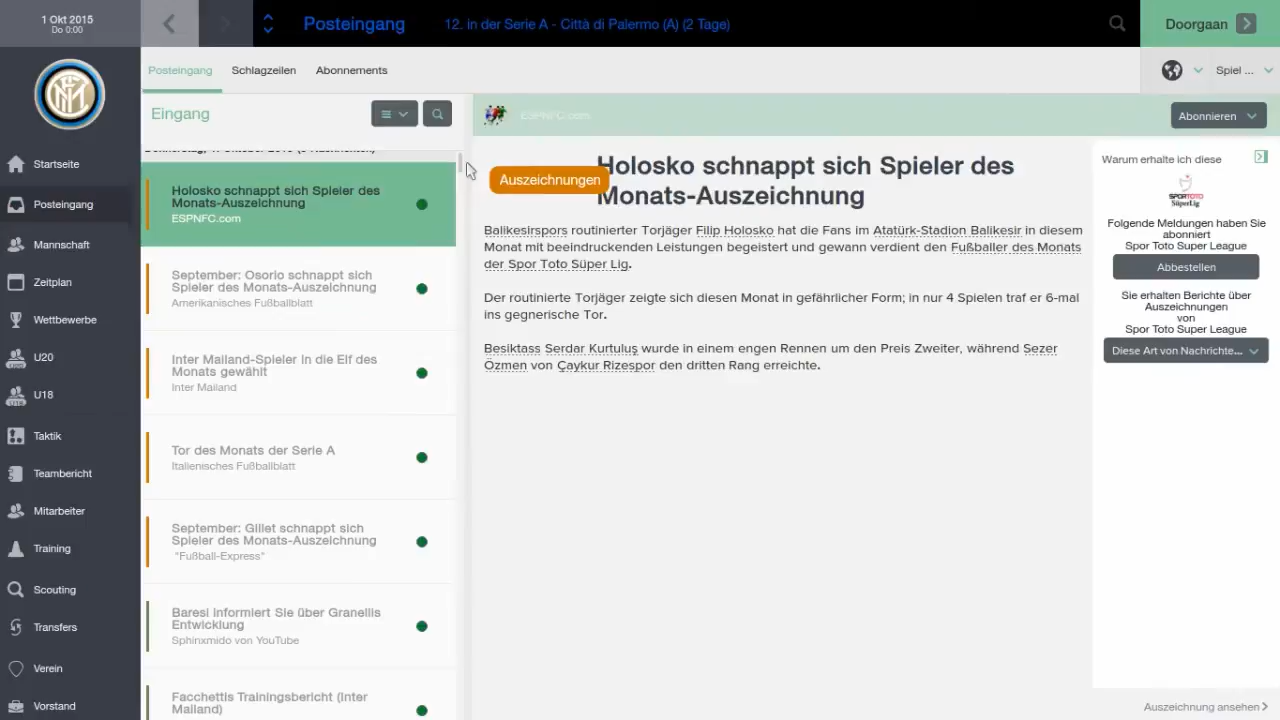 1 Okt 2015
Do 0:00
Posteingang
12. in der Serie A - Città di Palermo (A) (2 Tage)
Doorgaan
Posteingang
Schlagzeilen
Abonnements
Spiel ...
Startseite
Posteingang
Mannschaft
Zeitplan
Wettbewerbe
U20
U18
Taktik
Teambericht
Mitarbeiter
Training
Scouting
Transfers
Verein
Vorstand
Eingang
Holosko schnappt sich Spieler des
Monats-Auszeichnung
ESPNFC.com
September: Osorio schnappt sich
Spieler des Monats-Auszeichnung
Amerikanisches Fußballblatt
Inter Mailand-Spieler in die Elf des
Monats gewählt
Inter Mailand
Tor des Monats der Serie A
Italienisches Fußballblatt
September: Gillet schnappt sich
Spieler des Monats-Auszeichnung
"Fußball-Express"
Baresi informiert Sie über Granellis
Entwicklung
Sphinxmido von YouTube
Facchettis Trainingsbericht (Inter
Mailand)
ESPNFC.com
Abonnieren
Auszeichnungen
Holosko schnappt sich Spieler des
Monats-Auszeichnung
Balikesirspors routinierter Torjäger Filip Holosko hat die Fans im Atatürk-Stadion Balikesir in diesem
Monat mit beeindruckenden Leistungen begeistert und gewann verdient den Fußballer des Monats
der Spor Toto Süper Lig.
Der routinierte Torjäger zeigte sich diesen Monat in gefährlicher Form; in nur 4 Spielen traf er 6-mal
ins gegnerische Tor.
Besiktass Serdar Kurtuluş wurde in einem engen Rennen um den Preis Zweiter, während Sezer
Özmen von Çaykur Rizespor den dritten Rang erreichte.
Warum erhalte ich diese
SPORTOTO
SüperLig
Folgende Meldungen haben Sie
abonniert
Spor Toto Super League
Abbestellen
Sie erhalten Berichte über
Auszeichnungen
von
Spor Toto Super League
Diese Art von Nachrichte...
Auszeichnung ansehen